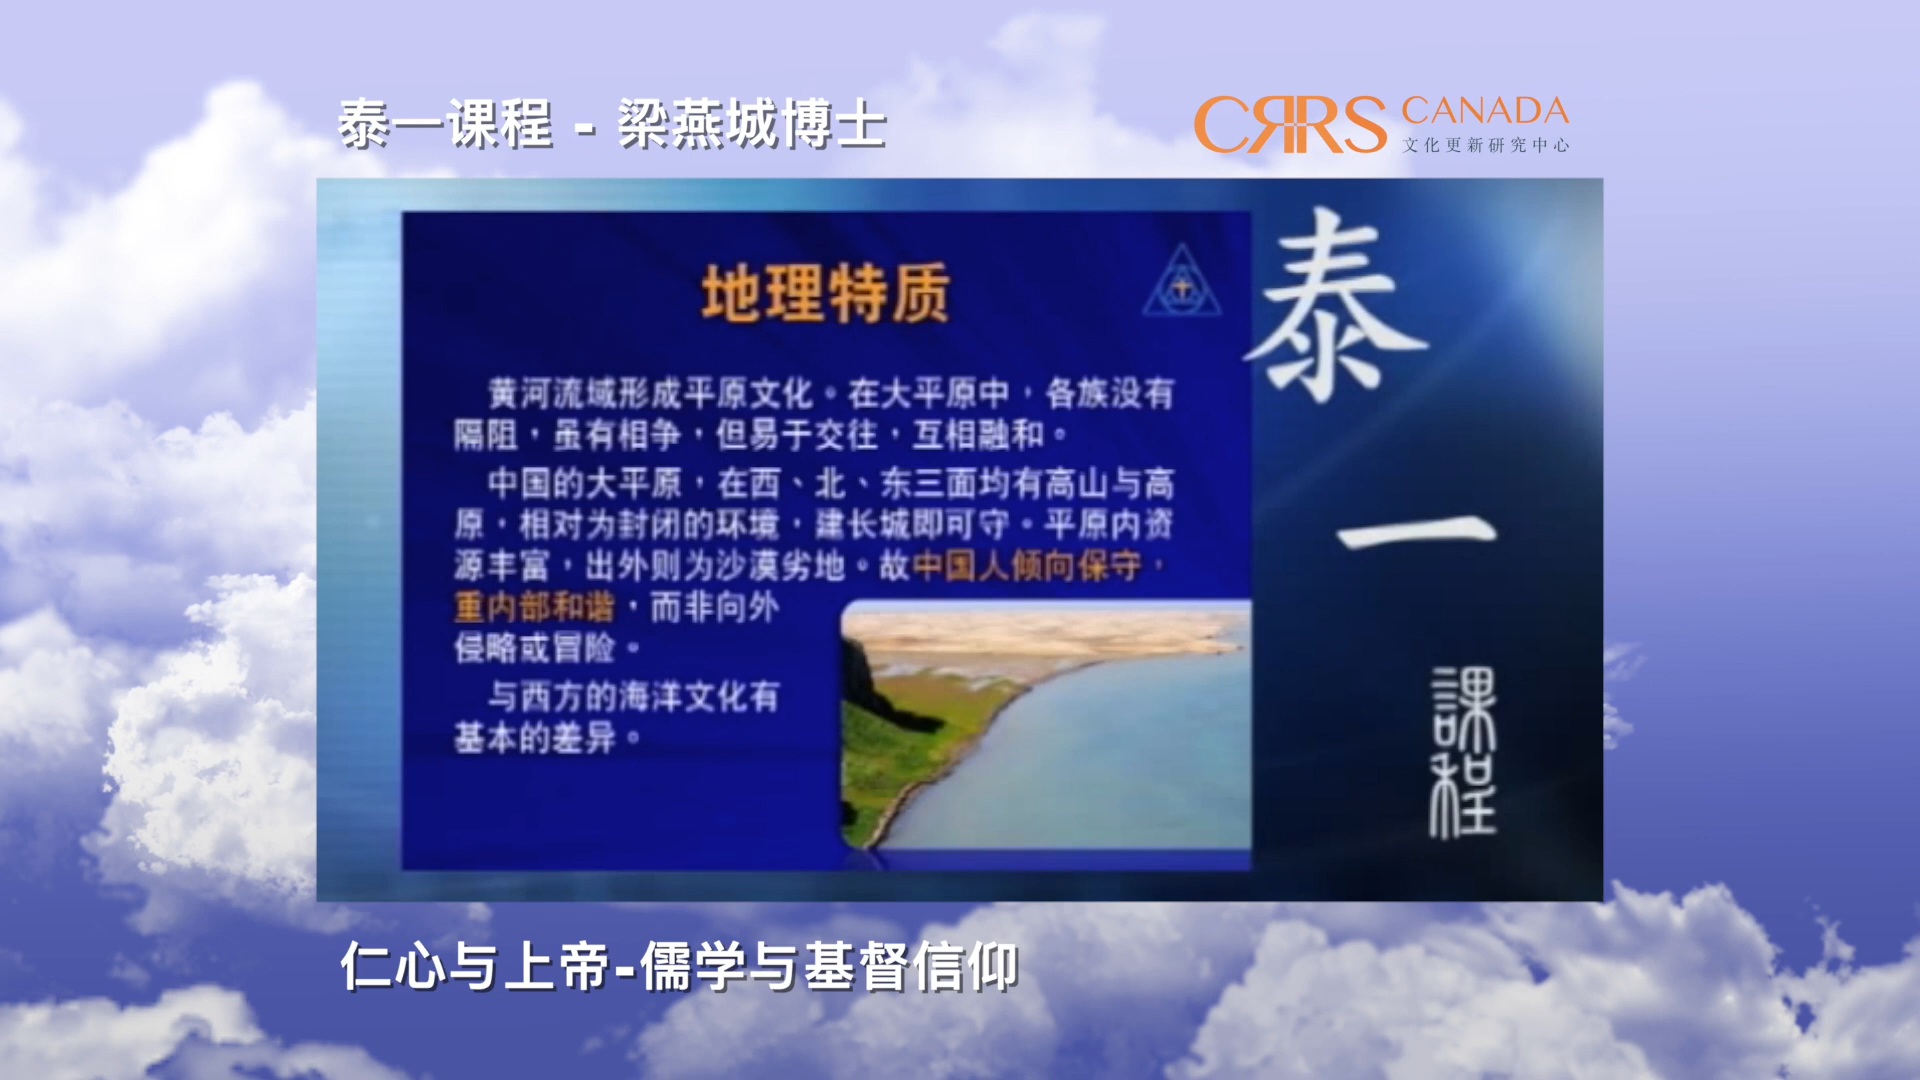 泰一课程 - 梁燕城博士
CRRS CANADA
文化更新研究中心
地理特质
黄河流域形成平原文化。在大平原中，各族没有
隔阻，虽有相争，但易于交往，互相融和。
中国的大平原，在西、北、东三面均有高山与高
原，相对为封闭的环境，建长城即可守。平原内资
源丰富，出外则为沙漠劣地。故中国人倾向保守，
重内部和谐，而非向外
侵略或冒险。
与西方的海洋文化有
基本的差异。
泰一
課程
仁心与上帝-儒学与基督信仰